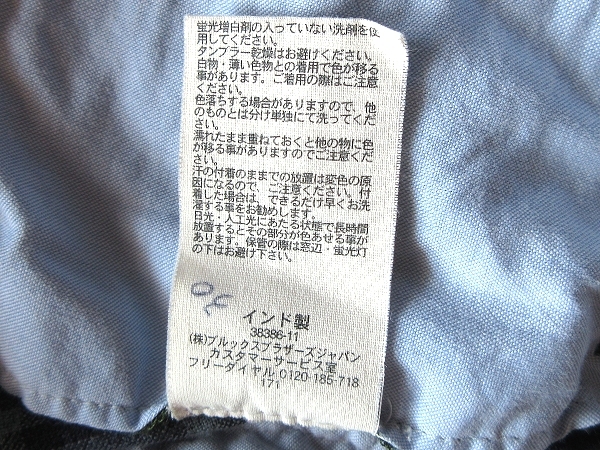 蛍光増白剤の入っていない洗剤を使
用してください。
タンブラー乾燥はお避けください。
白物・薄い色物との着用で色が移る
事があります。ご着用の際はご注意
ください。
色落ちする場合がありますので、他
のものとは分け単独にて洗ってくださ
い。
濡れたまま重ねておくと他の物に色
が移る事がありますのでご注意くださ
い。
汗の付着のままでの放置は変色の原
因になるので、ご注意ください。付
着した場合は、できるだけ早くお洗
濯する事をお勧めします。
日光・人工光にあたる状態で長時間
放置するとその部分が色あせる事が
あります。保管の際は窓辺・蛍光灯
の下はお避け下さい。
インド製
38386-11
(株)ブルックスブラザーズジャパン
カスタマーサービス室
フリーダイヤル 0120-185-718
171